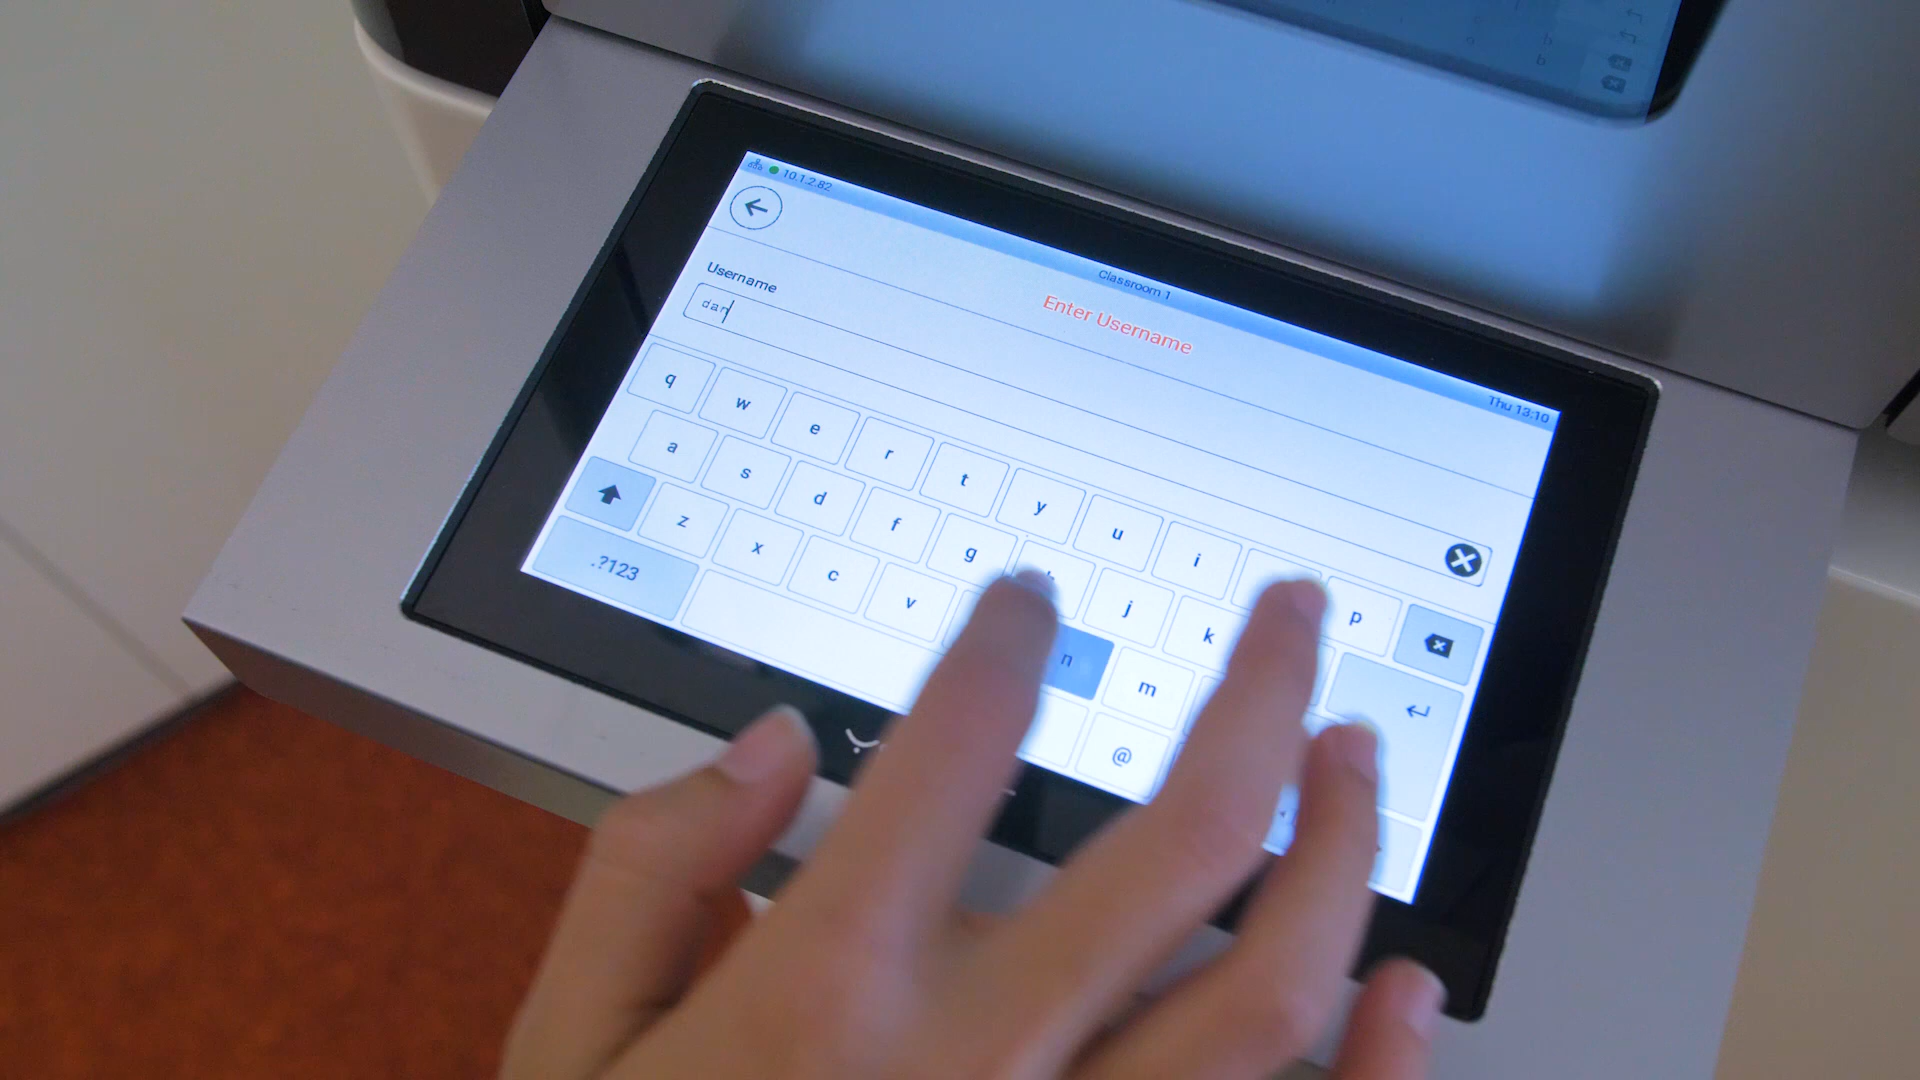 10.1.2.82
Classroom 1
Thu 13:10
Enter Username
Username
dan
q w e r t y u i p
a s d f g h j k
z x c v n m
.?123 @